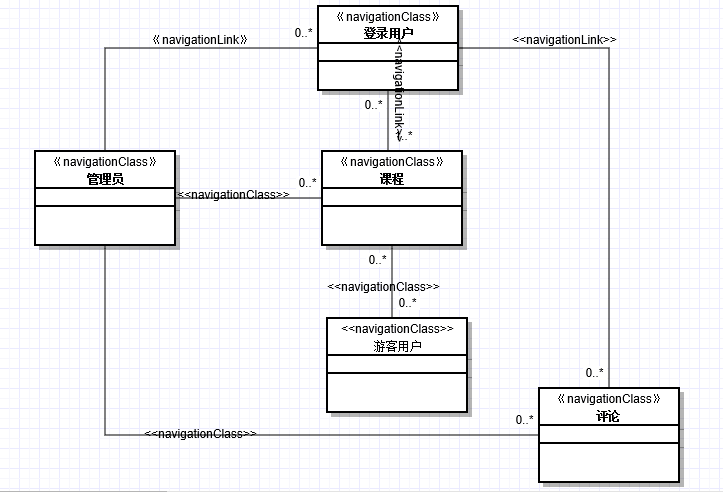 《navigationClass》
登录用户
0..*
《navigationLink》
<<navigationLink>>
<navigationLink>
0..*
0..*
《navigationClass》
管理员
<<navigationClass>>
0..*
《navigationClass》
课程
0..*
<<navigationClass>>
0..*
<<navigationClass>>
游客用户
0..*
《navigationClass》
评论
0..*
<<navigationClass>>